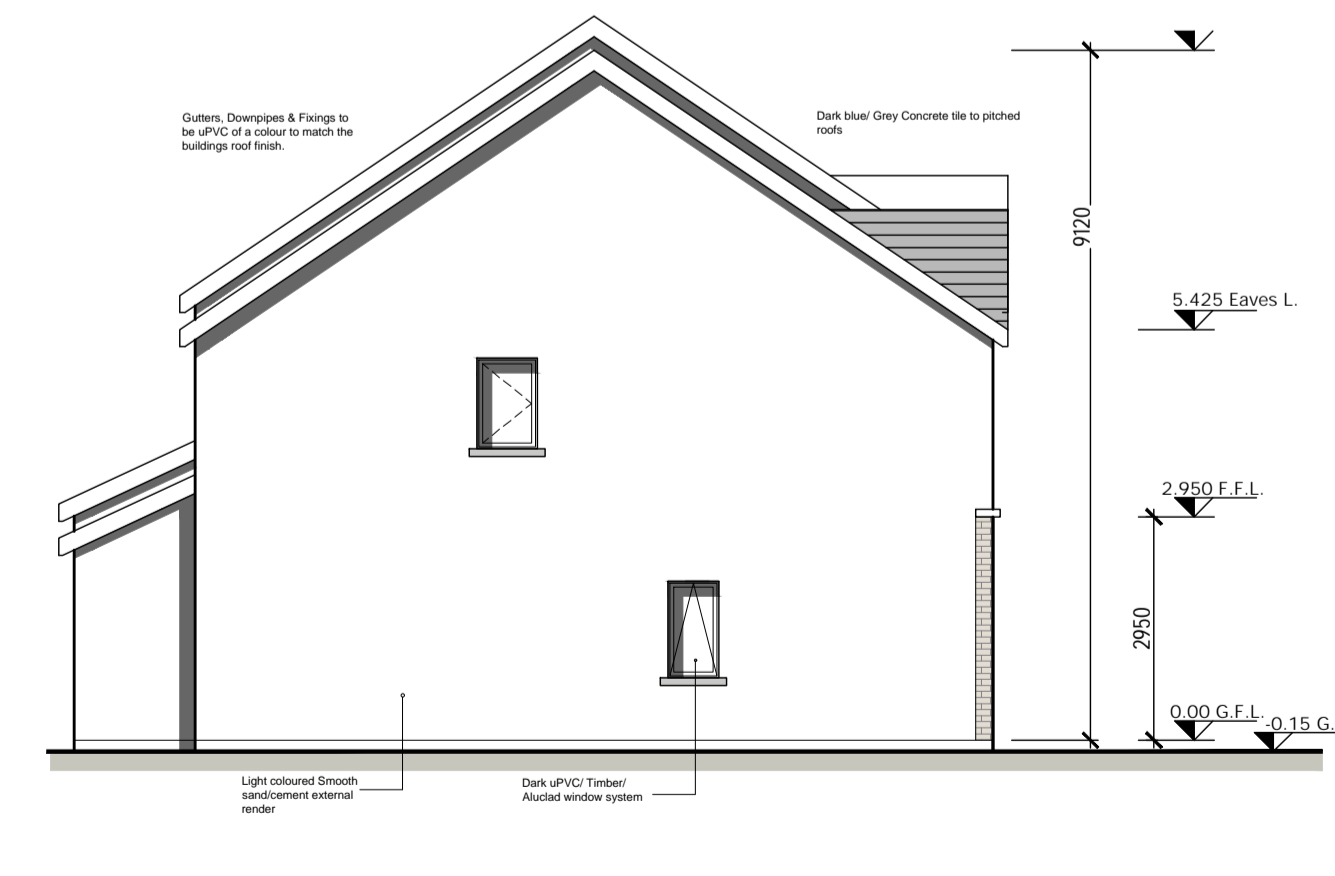 Gutters, Downpipes & Fixings to
be uPVC of a colour to match the
buildings roof finish.
Dark blue/ Grey Concrete tile to pitched
roofs
9120
5.425 Eaves L.
2.950 F.F.L.
2950
0.00 G.F.L.
-0.15 G.
Light coloured Smooth
sand/cement external
render
Dark uPVC/ Timber/
Aluclad window system